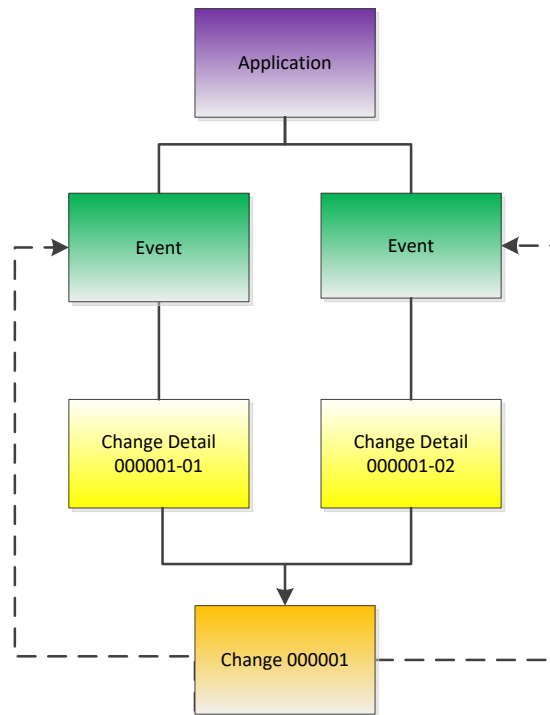 Application
Event
Event
Change Detail
000001-01
Change Detail
000001-02
Change 000001